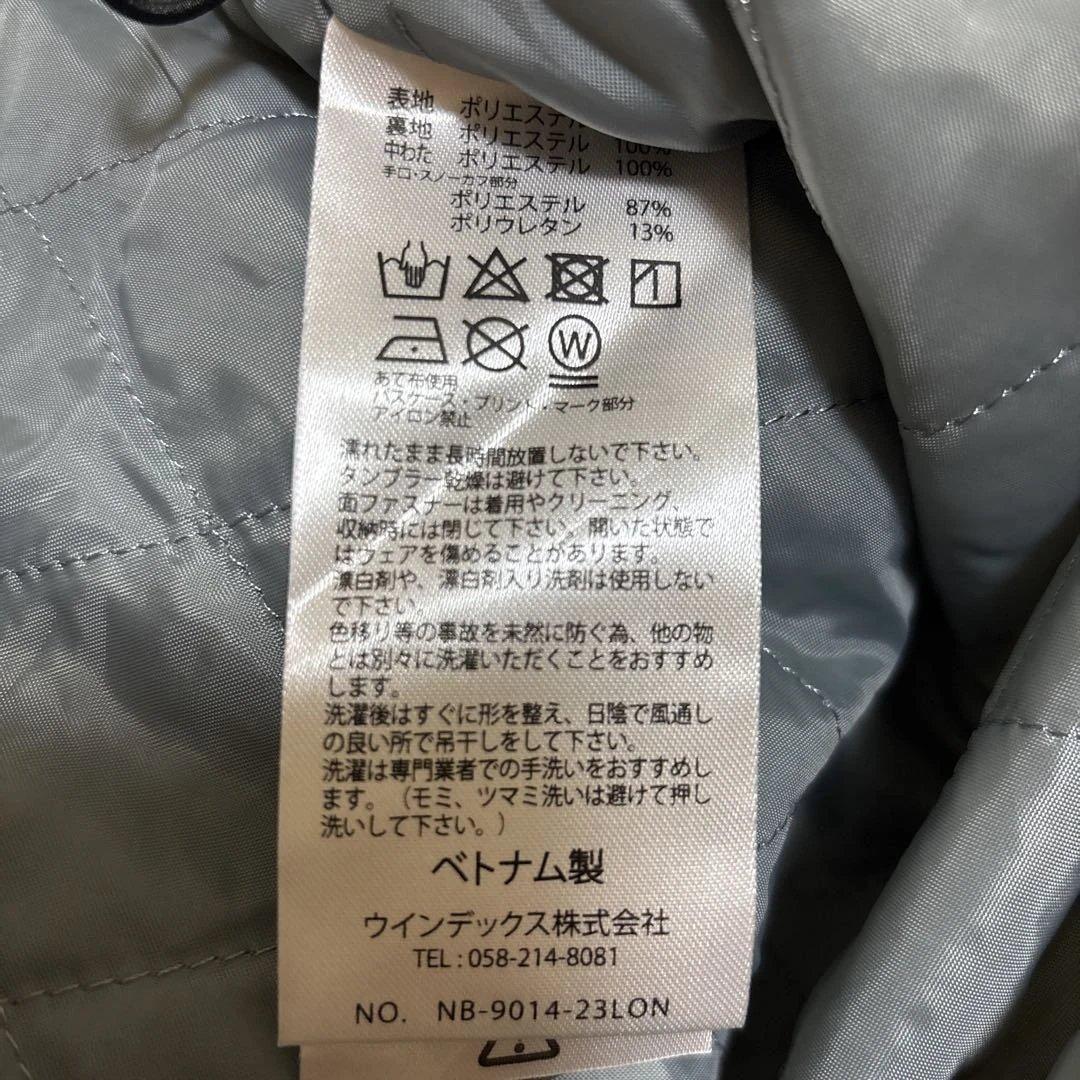 表地 ポリエステル
裏地 ポリエステル 100%
中わた ポリエステル 100%
手口・スノーカフ部分
ポリエステル 87%
ポリウレタン 13%
W
あて布使用
パスケース・プリント・マーク部分
アイロン禁止
濡れたまま長時間放置しないで下さい。
タンブラー乾燥は避けて下さい。
面ファスナーは着用やクリーニング、
収納時には閉じて下さい。開いた状態で
はウェアを傷めることがあります。
漂白剤や、漂白剤入り洗剤は使用しない
で下さい。
色移り等の事故を未然に防ぐ為、他の物
とは別々に洗濯いただくことをおすすめ
します。
洗濯後はすぐに形を整え、日陰で風通し
の良い所で吊干しをして下さい。
洗濯は専門業者での手洗いをおすすめし
ます。（モミ、ツマミ洗いは避けて押し
洗いして下さい。）
ベトナム製
ウインデックス株式会社
TEL : 058-214-8081
NO. NB-9014-23LON